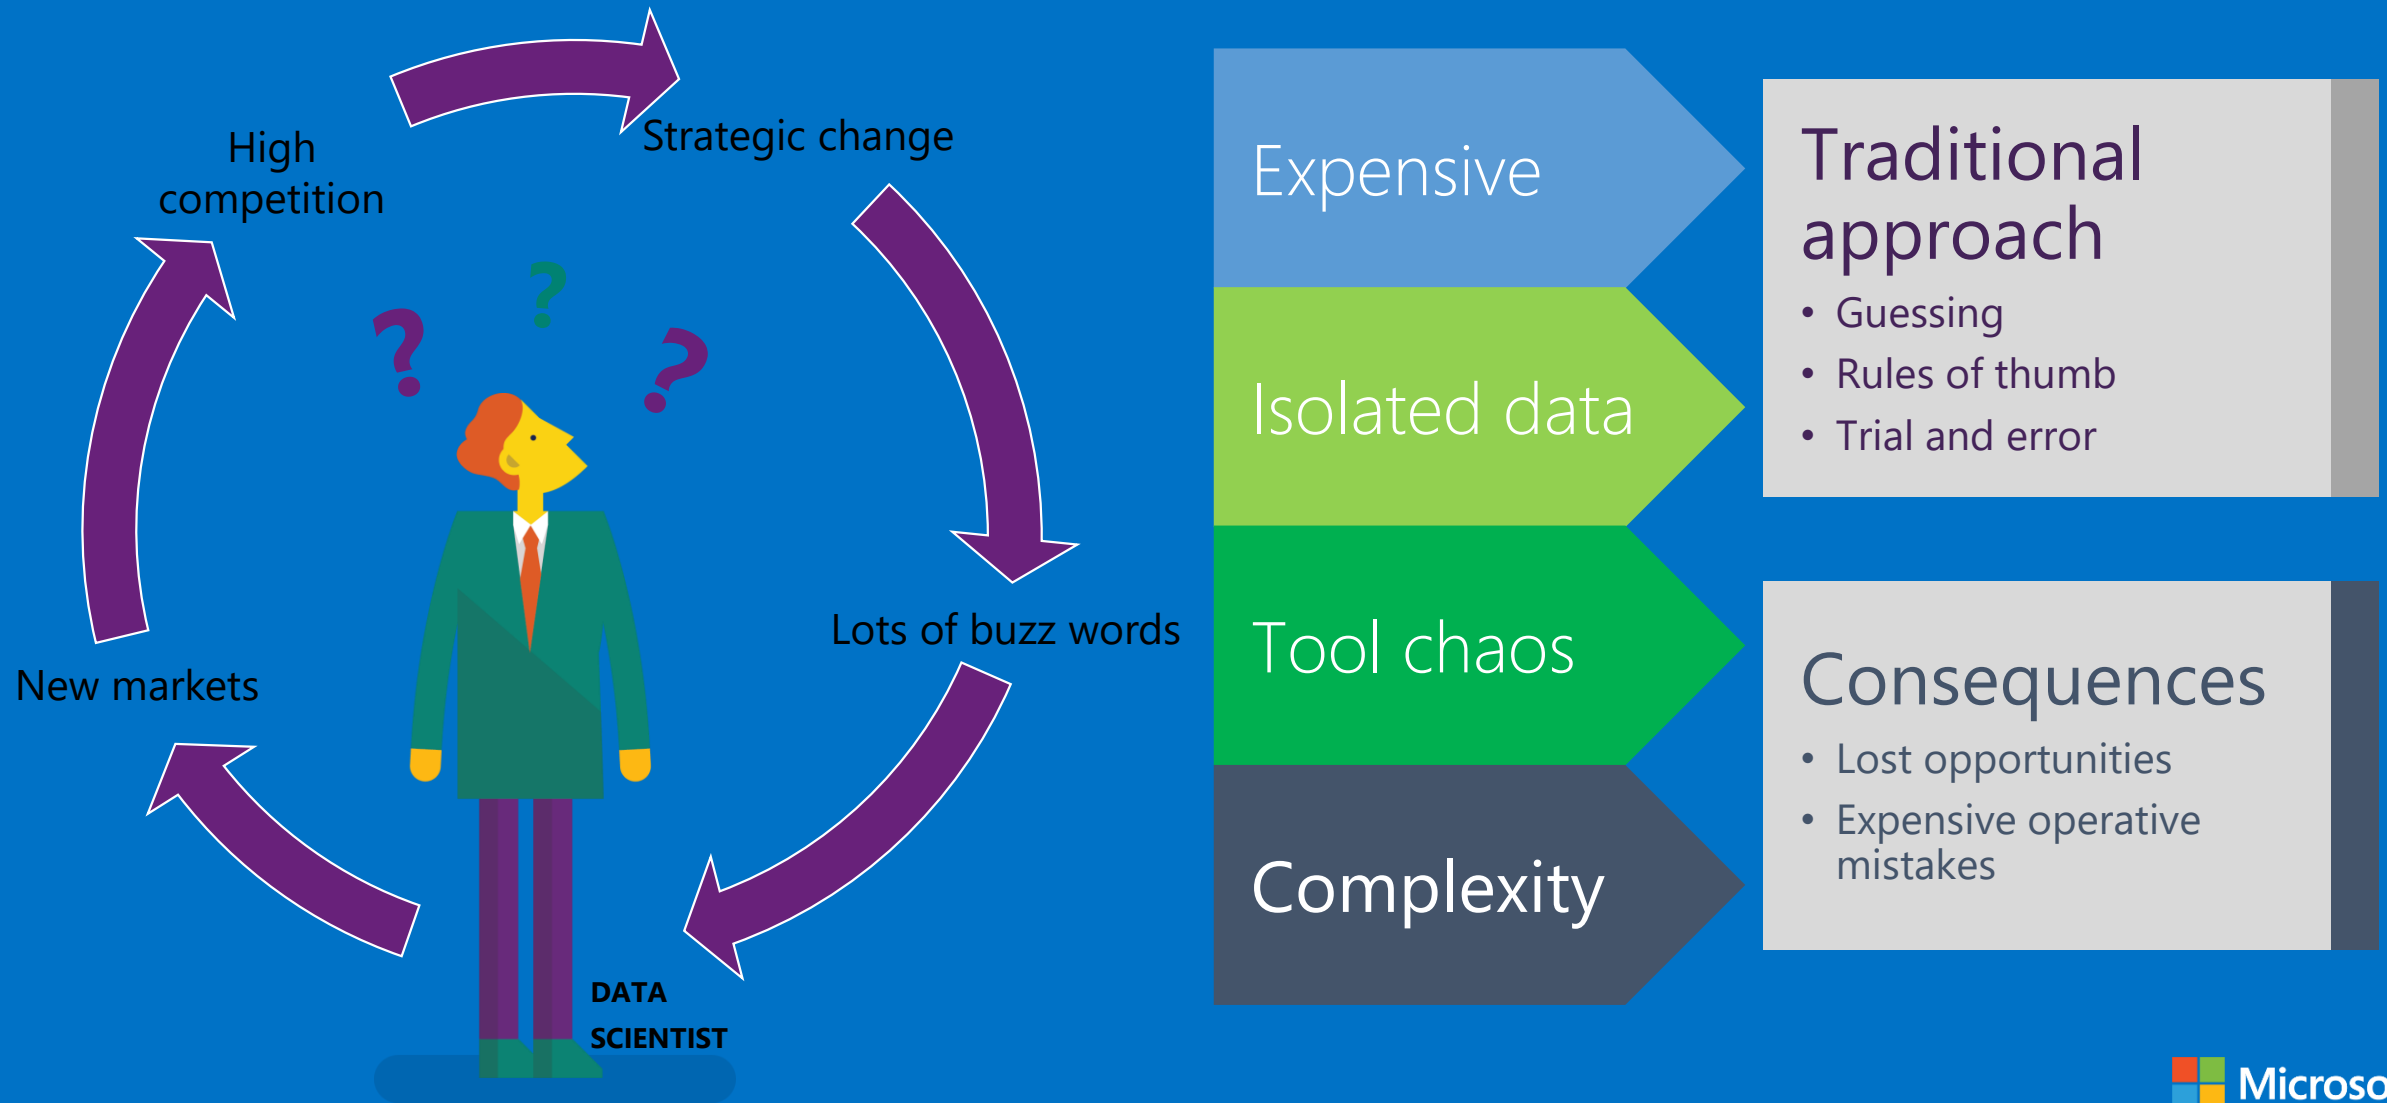 High
competition
Strategic change
Lots of buzz words
New markets
DATA
SCIENTIST
?
?
?
Expensive
Isolated data
Tool chaos
Complexity
Traditional
approach
• Guessing
• Rules of thumb
• Trial and error
Consequences
• Lost opportunities
• Expensive operative
mistakes
Microso